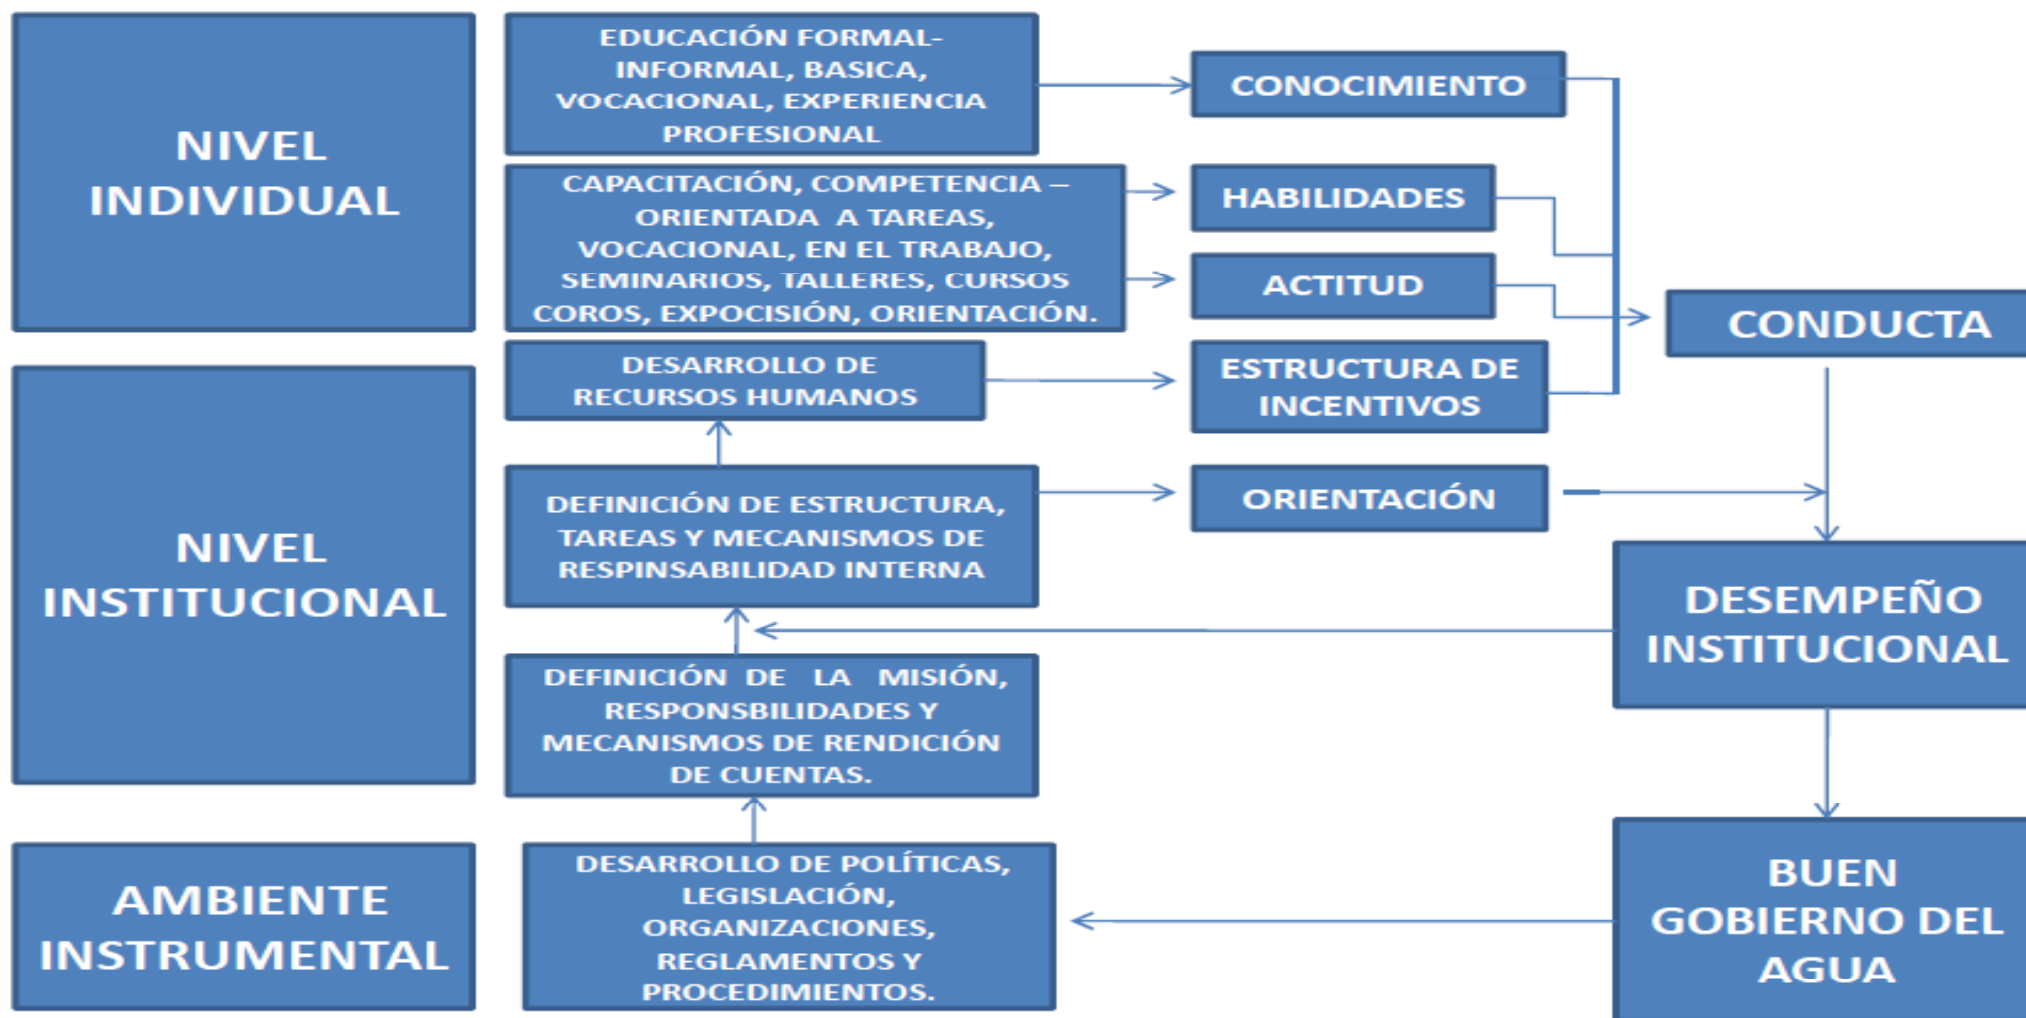 NIVEL
INDIVIDUAL
EDUCACIÓN FORMAL-
INFORMAL, BASICA,
VOCACIONAL, EXPERIENCIA
PROFESIONAL
CONOCIMIENTO
CAPACITACIÓN, COMPETENCIA –
ORIENTADA A TAREAS,
VOCACIONAL, EN EL TRABAJO,
SEMINARIOS, TALLERES, CURSOS
COROS, EXPOCISIÓN, ORIENTACIÓN.
HABILIDADES
ACTITUD
CONDUCTA
NIVEL
INSTITUCIONAL
DESARROLLO DE
RECURSOS HUMANOS
ESTRUCTURA DE
INCENTIVOS
DEFINICIÓN DE ESTRUCTURA,
TAREAS Y MECANISMOS DE
RESPINSABILIDAD INTERNA
ORIENTACIÓN
DESEMPEÑO
INSTITUCIONAL
DEFINICIÓN DE LA MISIÓN,
RESPONSBILIDADES Y
MECANISMOS DE RENDICIÓN
DE CUENTAS.
AMBIENTE
INSTRUMENTAL
DESARROLLO DE POLÍTICAS,
LEGISLACIÓN,
ORGANIZACIONES,
REGLAMENTOS Y
PROCEDIMIENTOS.
BUEN
GOBIERNO DEL
AGUA